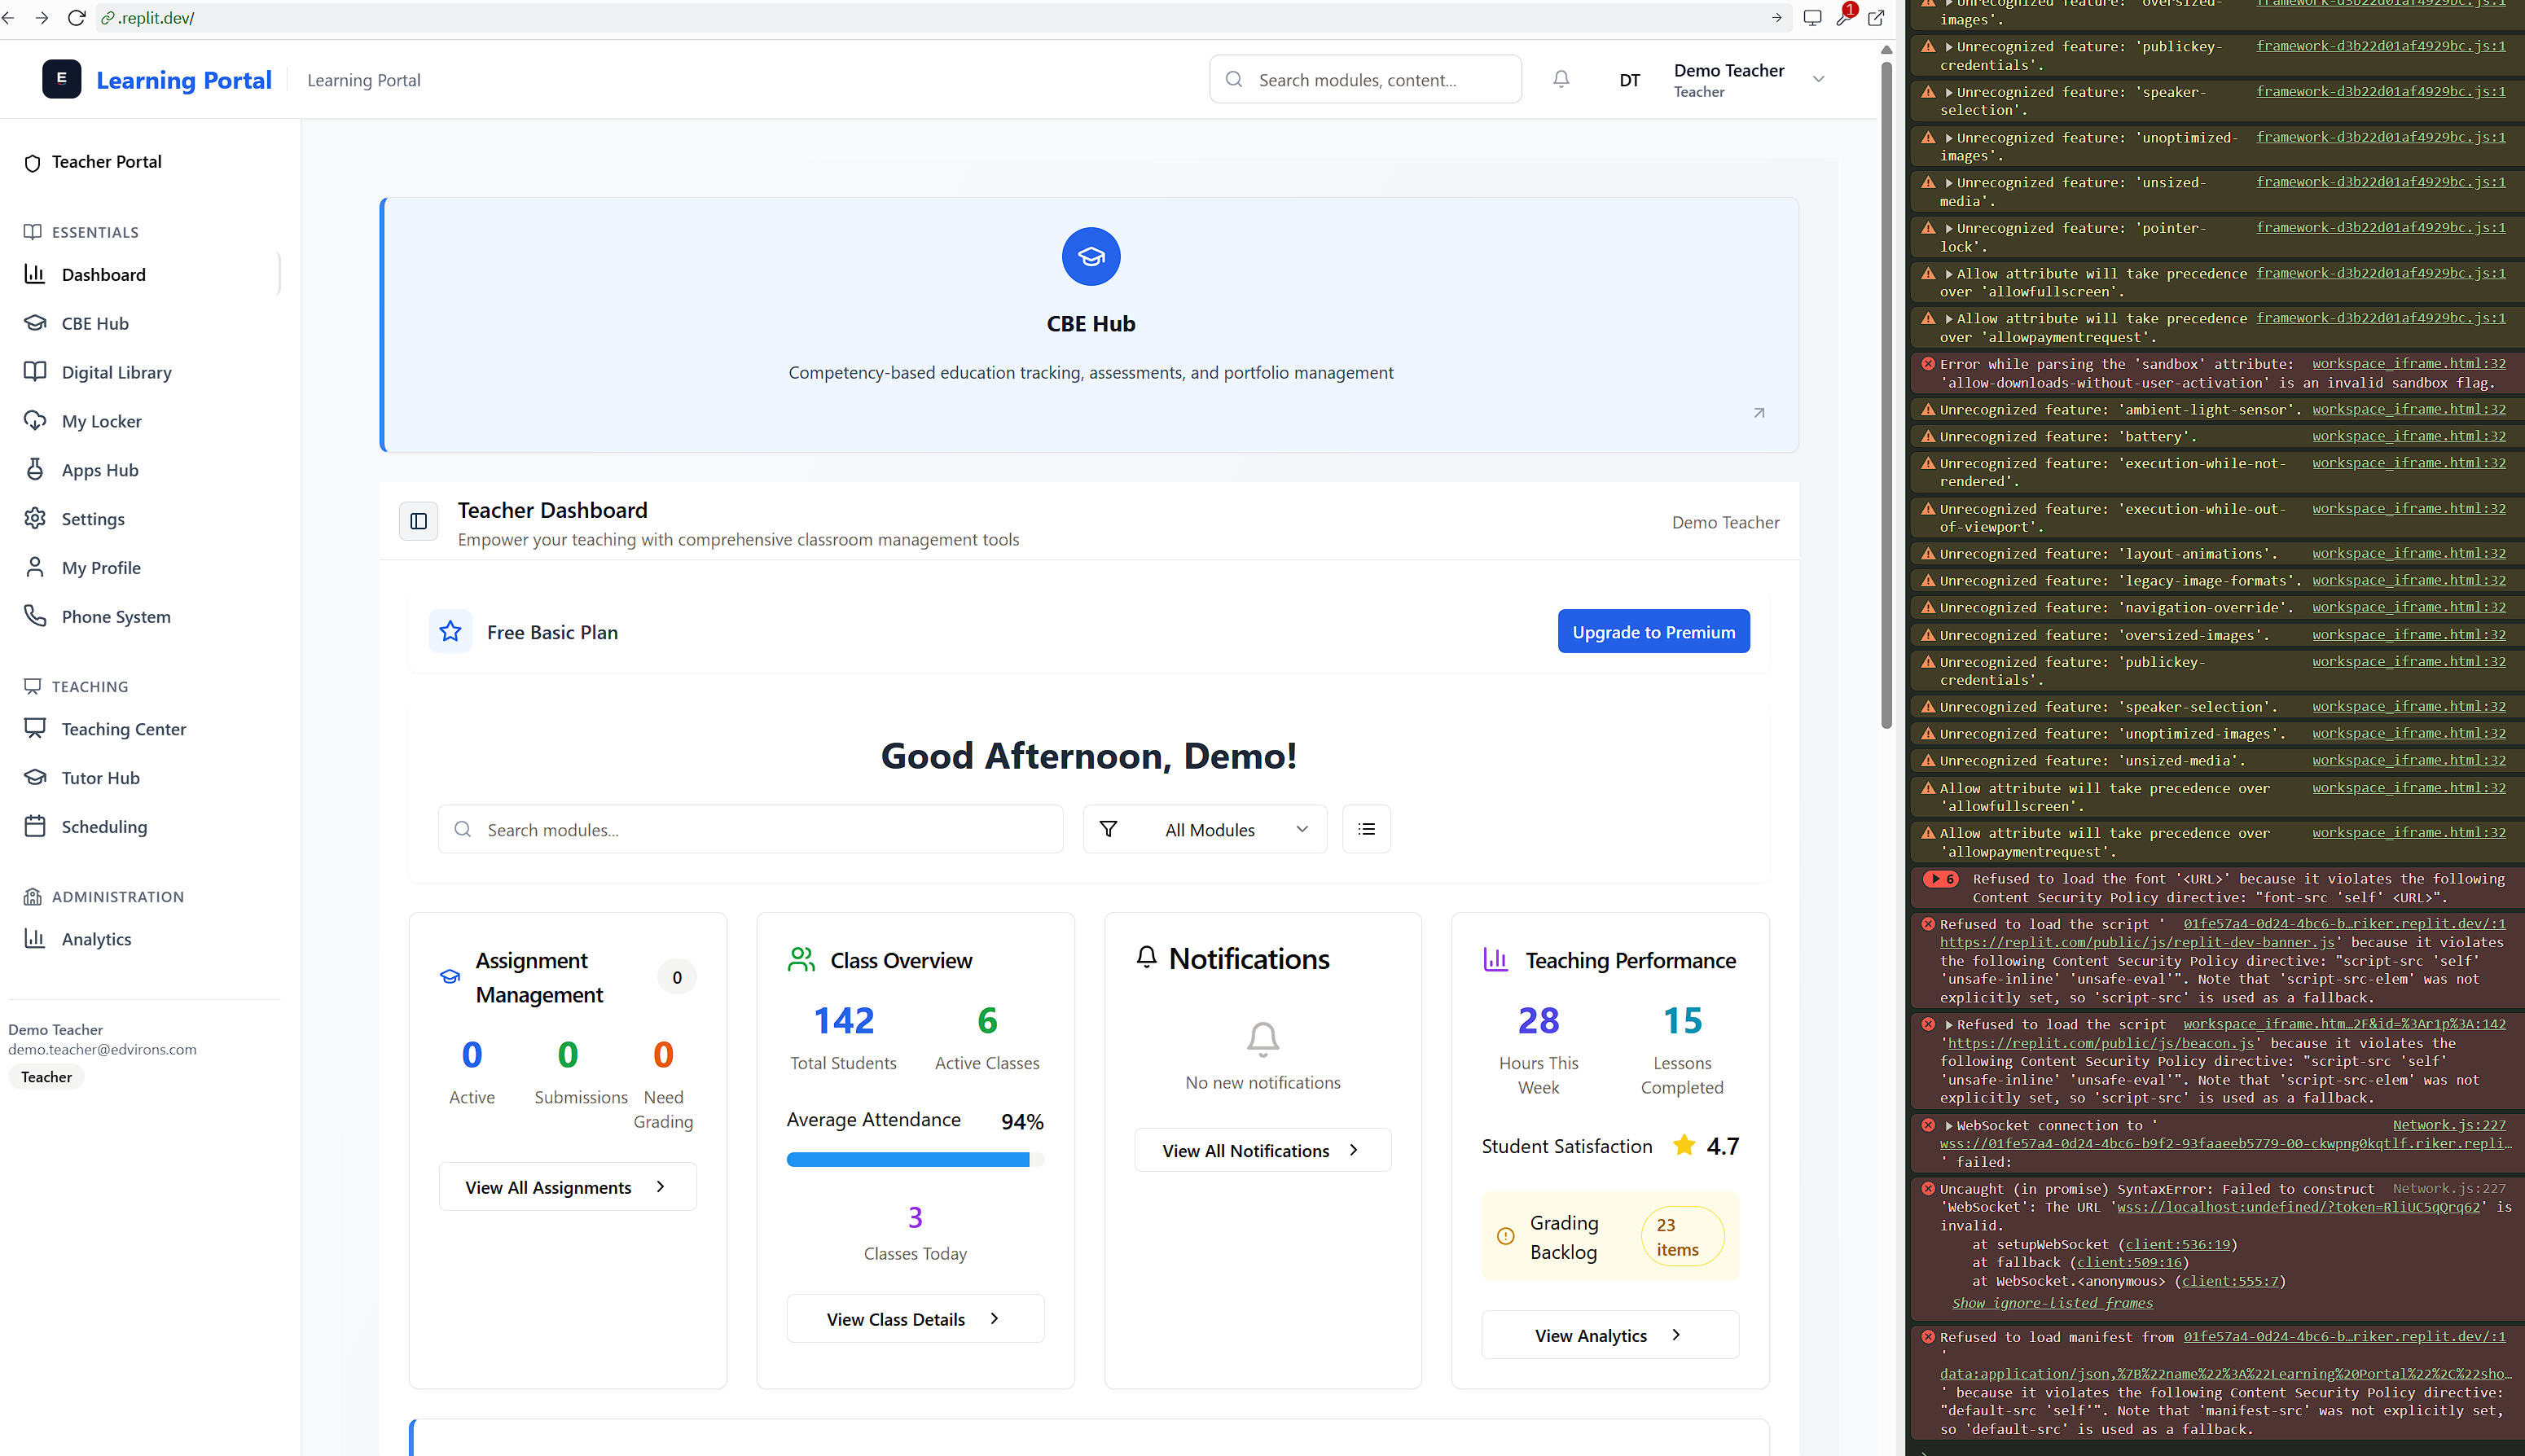 .replit.dev/
1
E
Learning Portal
Learning Portal
Search modules, content...
DT
Demo Teacher
Teacher
Teacher Portal
ESSENTIALS
Dashboard
CBE Hub
Digital Library
My Locker
Apps Hub
Settings
My Profile
Phone System
TEACHING
Teaching Center
Tutor Hub
Scheduling
ADMINISTRATION
Analytics
Demo Teacher
demo.teacher@edvirons.com
Teacher
CBE Hub
Competency-based education tracking, assessments, and portfolio management
Teacher Dashboard
Empower your teaching with comprehensive classroom management tools
Demo Teacher
Free Basic Plan
Upgrade to Premium
Good Afternoon, Demo!
Search modules...
All Modules
Assignment
Management
0
0
0
0
Active
Submissions
Need
Grading
View All Assignments
Class Overview
142
6
Total Students
Active Classes
Average Attendance
94%
3
Classes Today
View Class Details
Notifications
No new notifications
View All Notifications
Teaching Performance
28
15
Hours This
Week
Lessons
Completed
Student Satisfaction
4.7
Grading
Backlog
23
items
View Analytics
Unrecognized feature: 'oversized- framework-d3b22d01af4929bc.js:1
images'.
Unrecognized feature: 'publickey- framework-d3b22d01af4929bc.js:1
credentials'.
Unrecognized feature: 'speaker- framework-d3b22d01af4929bc.js:1
selection'.
Unrecognized feature: 'unoptimized- framework-d3b22d01af4929bc.js:1
images'.
Unrecognized feature: 'unsized- framework-d3b22d01af4929bc.js:1
media'.
Unrecognized feature: 'pointer- framework-d3b22d01af4929bc.js:1
lock'.
Allow attribute will take precedence framework-d3b22d01af4929bc.js:1
over 'allowfullscreen'.
Allow attribute will take precedence framework-d3b22d01af4929bc.js:1
over 'allowpaymentrequest'.
Error while parsing the 'sandbox' attribute: workspace_iframe.html:32
'allow-downloads-without-user-activation' is an invalid sandbox flag.
Unrecognized feature: 'ambient-light-sensor'. workspace_iframe.html:32
Unrecognized feature: 'battery'. workspace_iframe.html:32
Unrecognized feature: 'execution-while-not- workspace_iframe.html:32
rendered'.
Unrecognized feature: 'execution-while-out- workspace_iframe.html:32
of-viewport'.
Unrecognized feature: 'layout-animations'. workspace_iframe.html:32
Unrecognized feature: 'legacy-image-formats'. workspace_iframe.html:32
Unrecognized feature: 'navigation-override'. workspace_iframe.html:32
Unrecognized feature: 'oversized-images'. workspace_iframe.html:32
Unrecognized feature: 'publickey- workspace_iframe.html:32
credentials'.
Unrecognized feature: 'speaker-selection'. workspace_iframe.html:32
Unrecognized feature: 'unoptimized-images'. workspace_iframe.html:32
Unrecognized feature: 'unsized-media'. workspace_iframe.html:32
Allow attribute will take precedence over workspace_iframe.html:32
'allowfullscreen'.
Allow attribute will take precedence over workspace_iframe.html:32
'allowpaymentrequest'.
6 Refused to load the font '<URL>' because it violates the following
Content Security Policy directive: "font-src 'self' <URL>".
Refused to load the script ' 01fe57a4-0d24-4bc6-b…riker.replit.dev/:1
https://replit.com/public/js/replit-dev-banner.js' because it violates
the following Content Security Policy directive: "script-src 'self'
'unsafe-inline' 'unsafe-eval'". Note that 'script-src-elem' was not
explicitly set, so 'script-src' is used as a fallback.
Refused to load the script workspace_iframe.htm…2F&id=%3Ar1p%3A:142
'https://replit.com/public/js/beacon.js' because it violates the
following Content Security Policy directive: "script-src 'self'
'unsafe-inline' 'unsafe-eval'". Note that 'script-src-elem' was not
explicitly set, so 'script-src' is used as a fallback.
WebSocket connection to ' Network.js:227
wss://01fe57a4-0d24-4bc6-b9f2-93faaeeb5779-00-ckwpng0kqtlf.riker.repli…
' failed:
Uncaught (in promise) SyntaxError: Failed to construct Network.js:227
'WebSocket': The URL 'wss://localhost:undefined/?token=RliUC5qQrq62' is
invalid.
at setupWebSocket (client:536:19)
at fallback (client:509:16)
at WebSocket.<anonymous> (client:555:7)
Show ignore-listed frames
Refused to load manifest from 01fe57a4-0d24-4bc6-b…riker.replit.dev/:1
'
data:application/json,%7B%22name%22%3A%22Learning%20Portal%22%2C%22sho…
' because it violates the following Content Security Policy directive:
"default-src 'self'". Note that 'manifest-src' was not explicitly set,
so 'default-src' is used as a fallback.